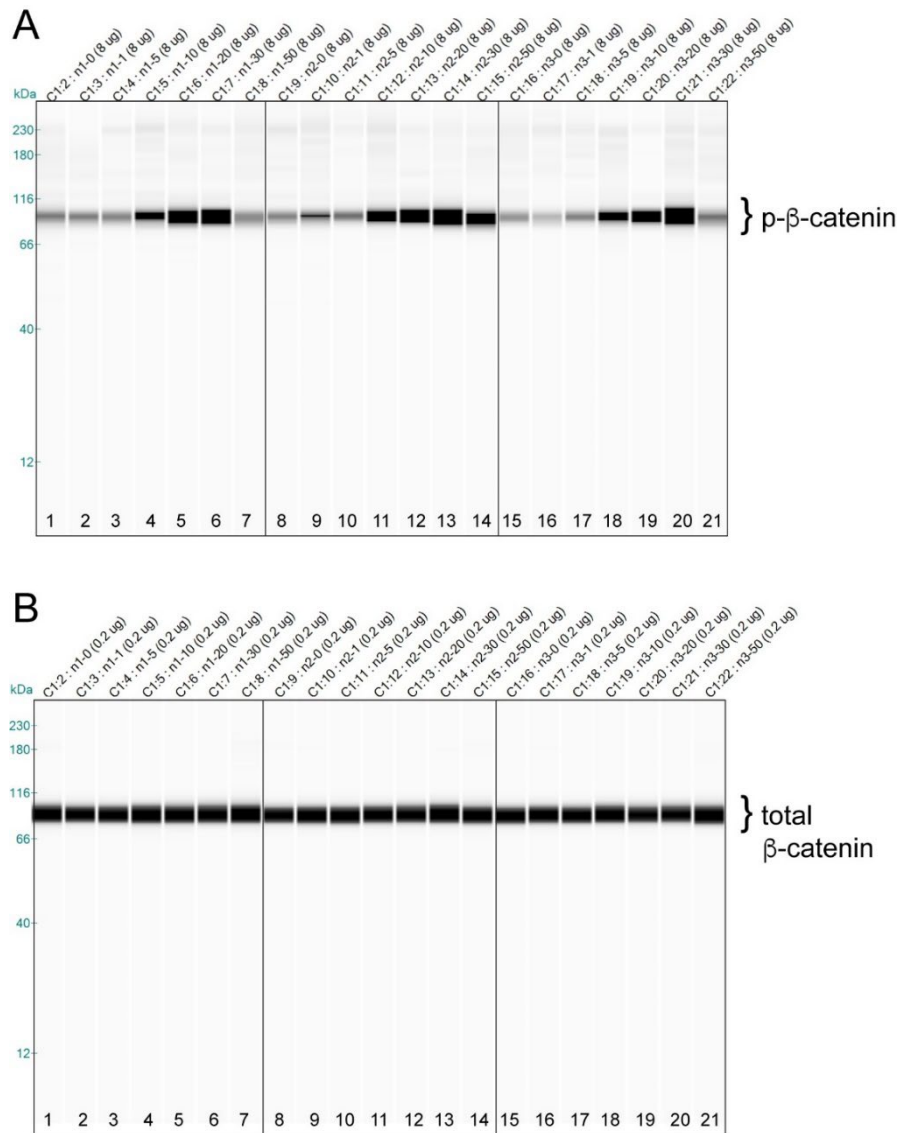 A
C1:2 : n1-0 (8 ug)
C1:3 : n1-1 (8 ug)
C1:4 : n1-5 (8 ug)
C1:5 : n1-10 (8 ug)
C1:6 : n1-20 (8 ug)
C1:7 : n1-30 (8 ug)
C1:8 : n1-50 (8 ug)
C1:9 : n2-0 (8 ug)
C1:10 : n2-1 (8 ug)
C1:11 : n2-5 (8 ug)
C1:12 : n2-10 (8 ug)
C1:13 : n2-20 (8 ug)
C1:14 : n2-30 (8 ug)
C1:15 : n2-50 (8 ug)
C1:16 : n3-0 (8 ug)
C1:17 : n3-1 (8 ug)
C1:18 : n3-5 (8 ug)
C1:19 : n3-10 (8 ug)
C1:20 : n3-20 (8 ug)
C1:21 : n3-30 (8 ug)
C1:22 : n3-50 (8 ug)
kDa
230
180
116
66
40
12
} p-β-catenin
1 2 3 4 5 6 7 8 9 10 11 12 13 14 15 16 17 18 19 20 21
B
C1:2 : n1-0 (0.2 ug)
C1:3 : n1-1 (0.2 ug)
C1:4 : n1-5 (0.2 ug)
C1:5 : n1-10 (0.2 ug)
C1:6 : n1-20 (0.2 ug)
C1:7 : n1-30 (0.2 ug)
C1:8 : n1-50 (0.2 ug)
C1:9 : n2-0 (0.2 ug)
C1:10 : n2-1 (0.2 ug)
C1:11 : n2-5 (0.2 ug)
C1:12 : n2-10 (0.2 ug)
C1:13 : n2-20 (0.2 ug)
C1:14 : n2-30 (0.2 ug)
C1:15 : n2-50 (0.2 ug)
C1:16 : n3-0 (0.2 ug)
C1:17 : n3-1 (0.2 ug)
C1:18 : n3-5 (0.2 ug)
C1:19 : n3-10 (0.2 ug)
C1:20 : n3-20 (0.2 ug)
C1:21 : n3-30 (0.2 ug)
C1:22 : n3-50 (0.2 ug)
kDa
230
180
116
66
40
12
} total
β-catenin
1 2 3 4 5 6 7 8 9 10 11 12 13 14 15 16 17 18 19 20 21